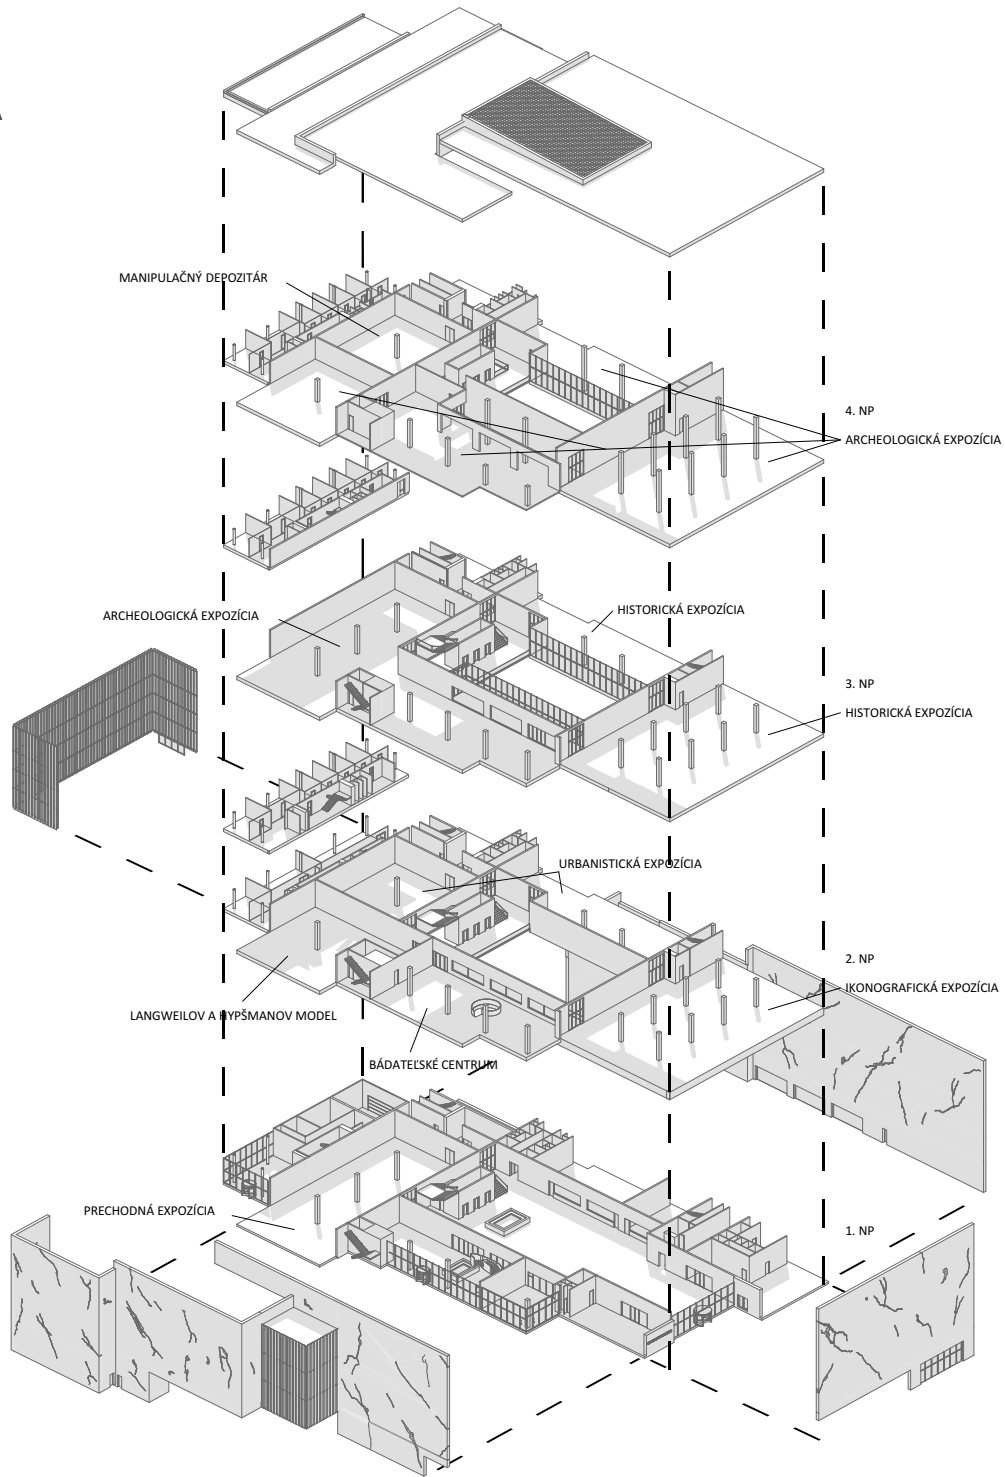 MANIPULAČNÝ DEPOZITÁR
4. NP
ARCHEOLOGICKÁ EXPOZÍCIA
ARCHEOLOGICKÁ EXPOZÍCIA
HISTORICKÁ EXPOZÍCIA
3. NP
HISTORICKÁ EXPOZÍCIA
URBANISTICKÁ EXPOZÍCIA
2. NP
IKONOGRAFICKÁ EXPOZÍCIA
LANGWEILOV A HYPŠMANOV MODEL
BÁDATEĽSKÉ CENTRUM
PRECHODNÁ EXPOZÍCIA
1. NP